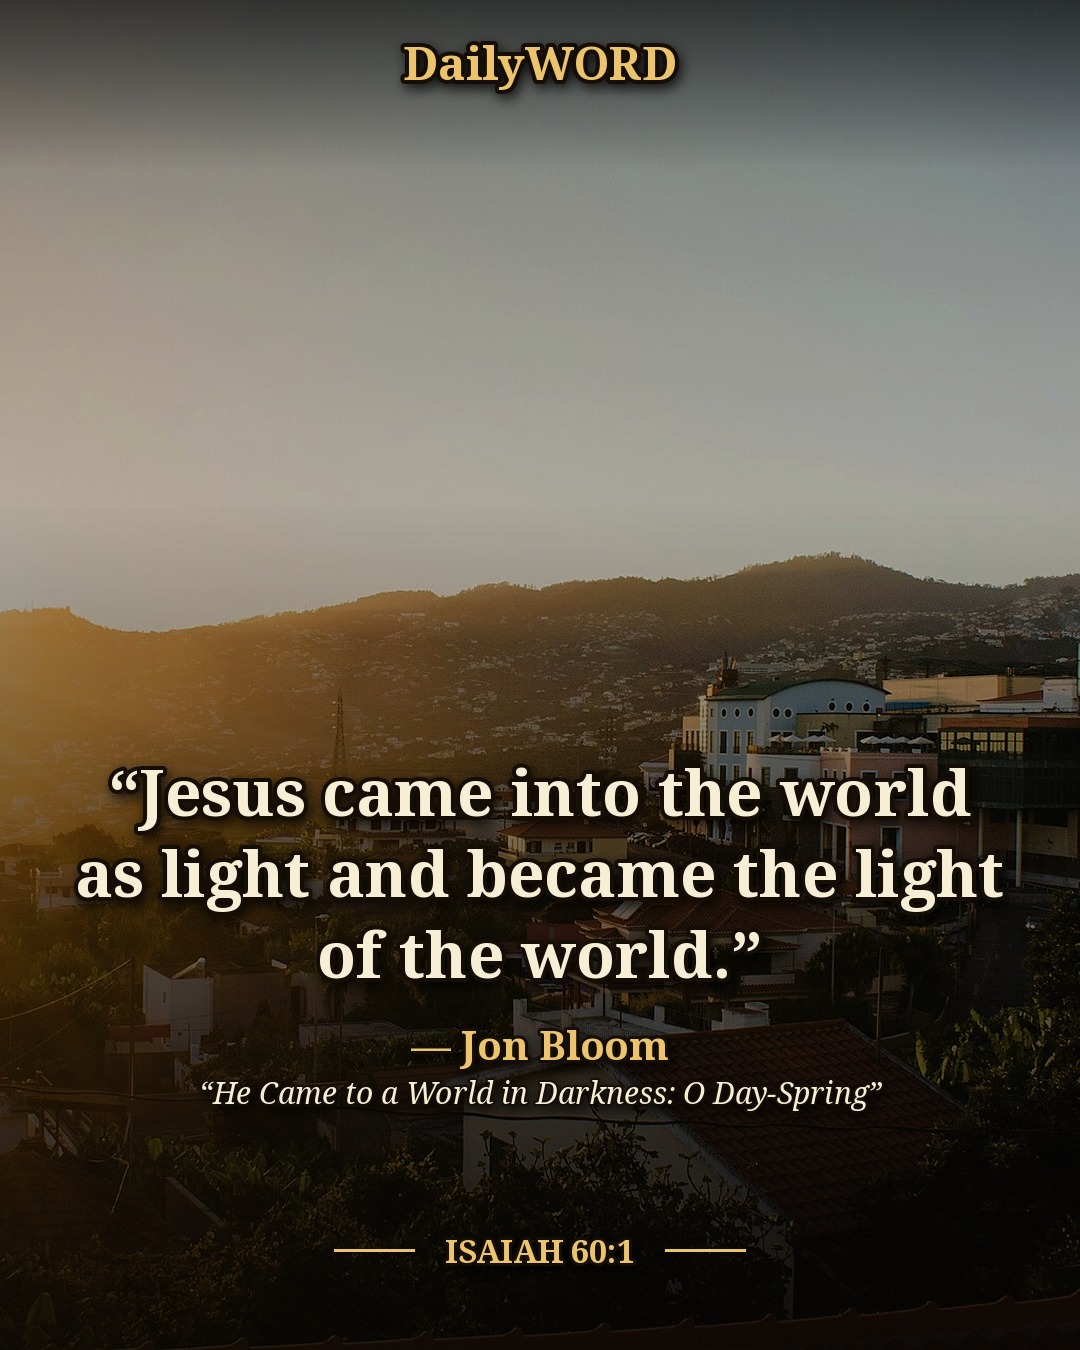 DailyWORD
“Jesus came into the world
as light and became the light
of the world.”
— Jon Bloom
“He Came to a World in Darkness: O Day-Spring”
ISAIAH 60:1